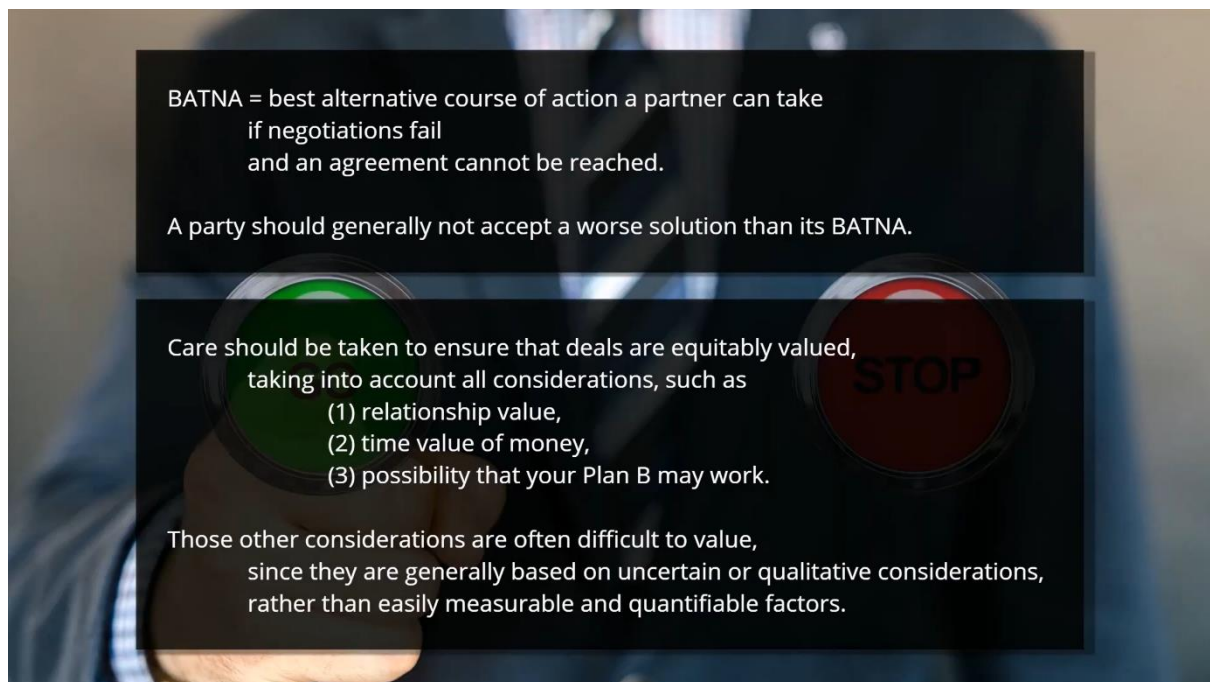 BATNA = best alternative course of action a partner can take
if negotiations fail
and an agreement cannot be reached.
A party should generally not accept a worse solution than its BATNA.
Care should be taken to ensure that deals are equitably valued,
taking into account all considerations, such as
(1) relationship value,
(2) time value of money,
(3) possibility that your Plan B may work.
Those other considerations are often difficult to value,
since they are generally based on uncertain or qualitative considerations,
rather than easily measurable and quantifiable factors.
GO
STOP